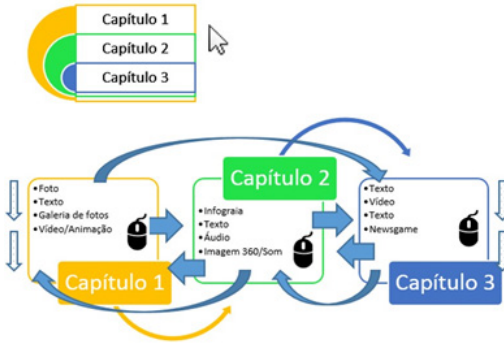 Capítulo 1
Capítulo 2
Capítulo 3
•Foto
•Texto
•Galeria de fotos
•Vídeo/Animação
Capítulo 1
Capítulo 2
•Infograia
•Texto
•Áudio
•Imagem 360/Som
•Texto
•Vídeo
•Texto
•Newsgame
Capítulo 3